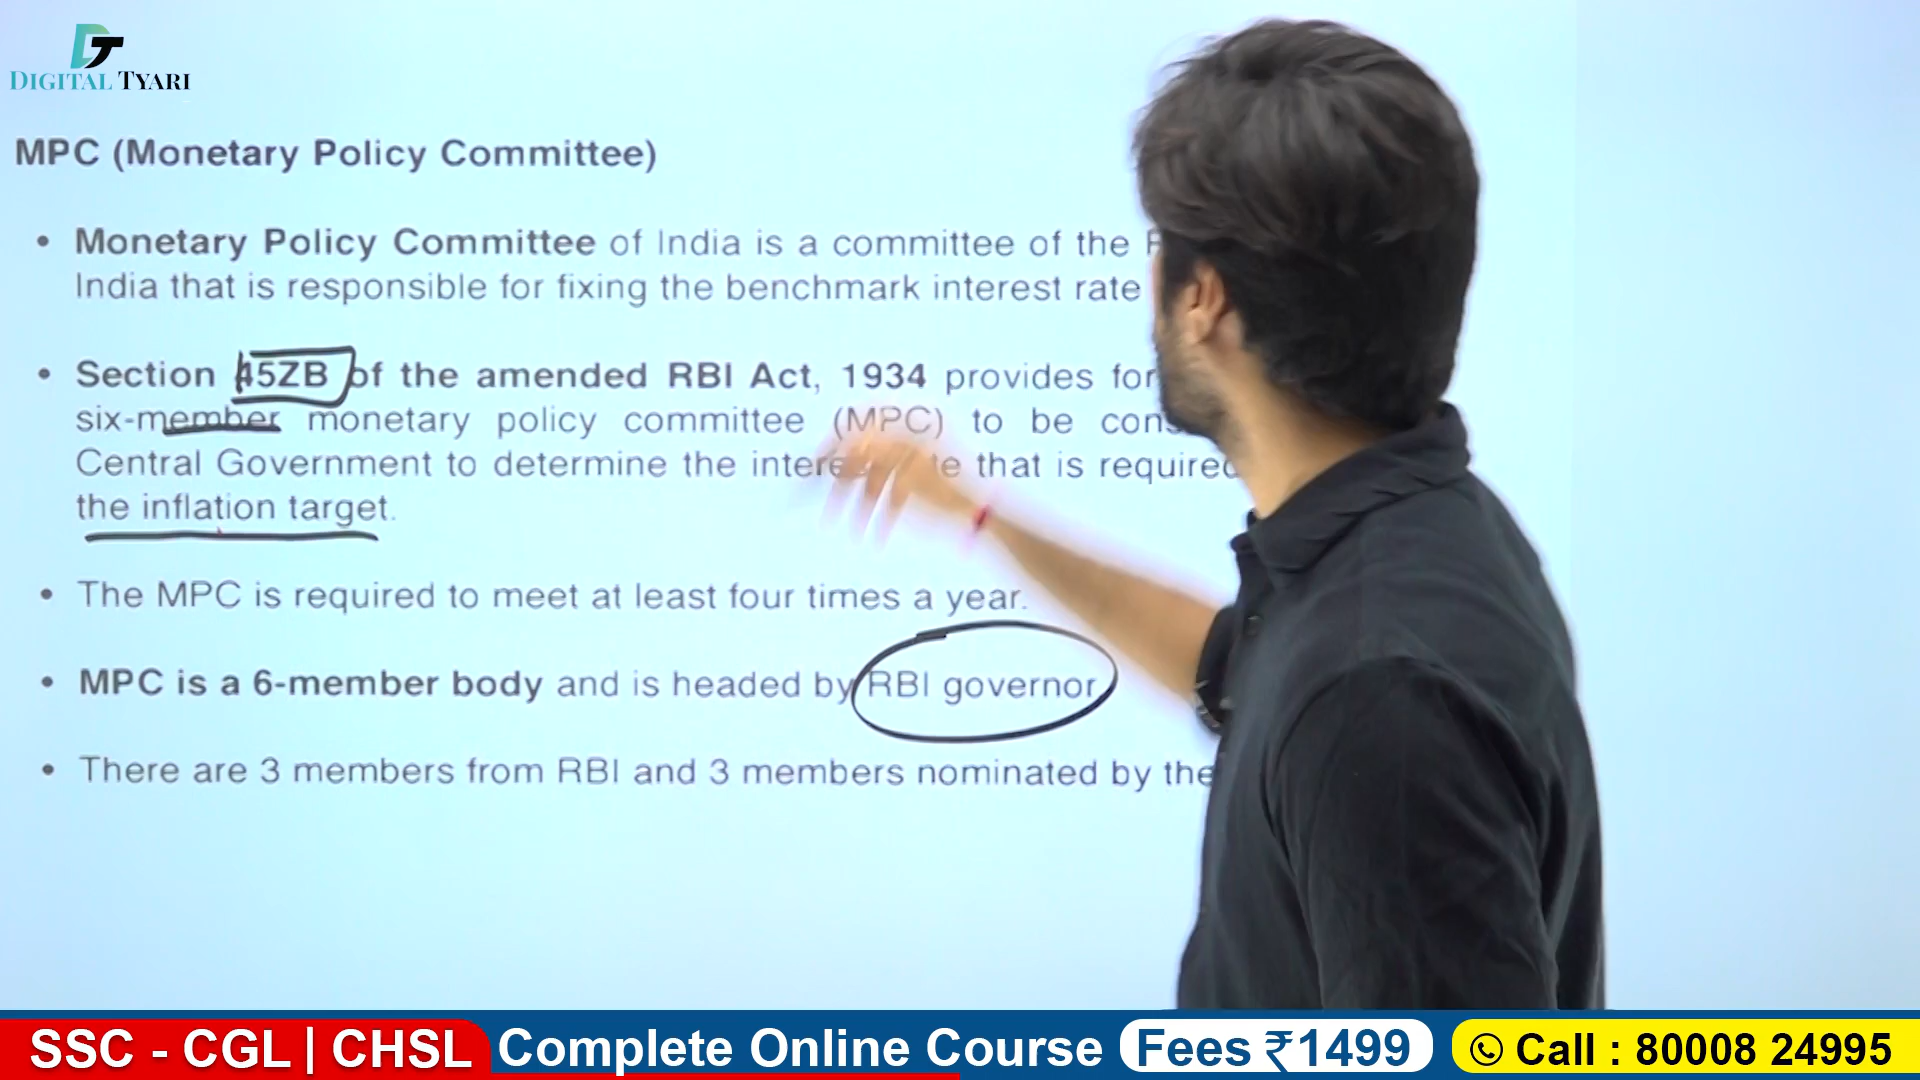 DT
DIGITAL TYARI
MPC (Monetary Policy Committee)
• Monetary Policy Committee of India is a committee of the
India that is responsible for fixing the benchmark interest rate
• Section 45ZB of the amended RBI Act, 1934 provides for
six-member monetary policy committee (MPC) to be
Central Government to determine the that is required
the inflation target.
• The MPC is required to meet at least four times a year.
• MPC is a 6-member body and is headed by RBI governor
• There are 3 members from RBI and 3 members nominated by the
SSC - CGL | CHSL Complete Online Course Fees ₹1499 Call : 80008 24995